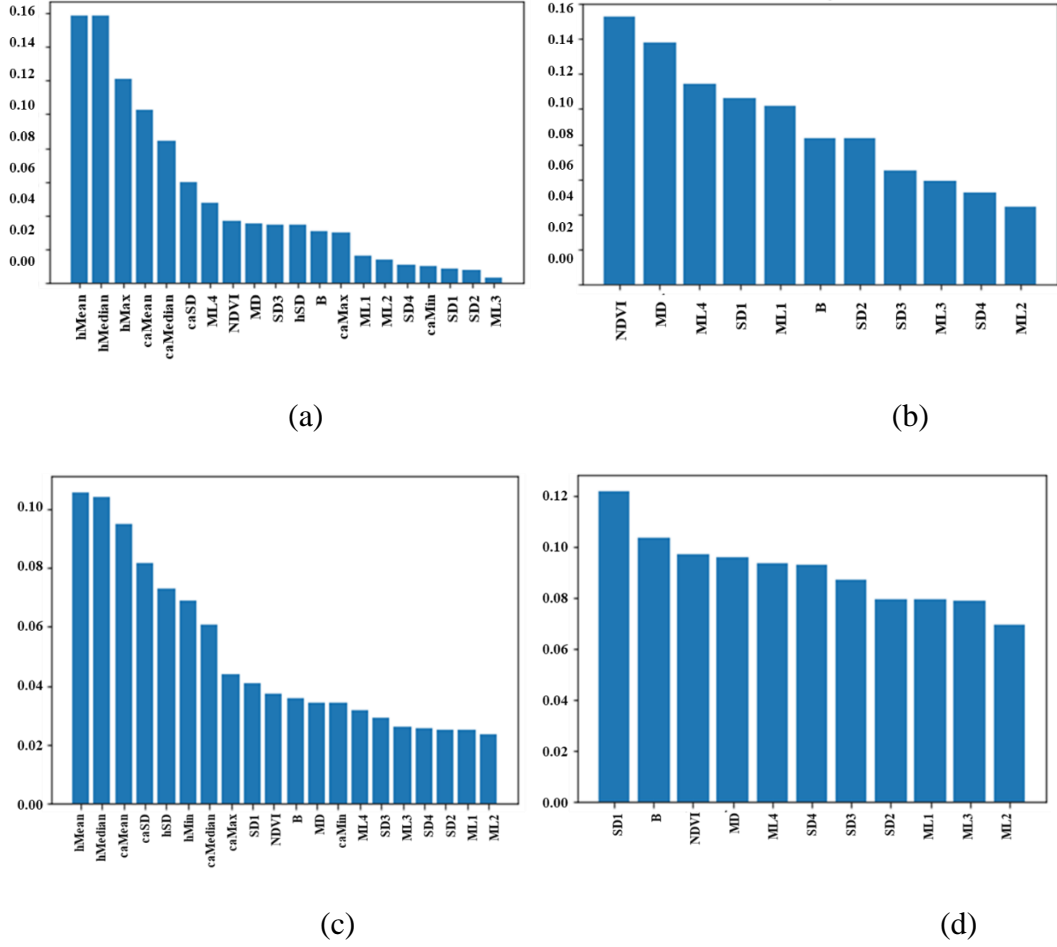 0.16
0.14
0.12
0.10
0.08
0.06
0.04
0.02
0.00
hMean
hMedian
hMax
caMean
caMedian
caSD
ML4
NDVI
MD
SD3
hSD
B
caMax
ML1
ML2
SD4
caMin
SD1
SD2
ML3
(a)
0.16
0.14
0.12
0.10
0.08
0.06
0.04
0.02
0.00
NDVI
MD
ML4
SD1
ML1
B
SD2
SD3
ML3
SD4
ML2
(b)
0.10
0.08
0.06
0.04
0.02
0.00
hMean
hMedian
caMean
caSD
hSD
hMin
caMedian
caMax
SD1
NDVI
B
MD
caMin
ML4
SD3
ML3
SD4
SD2
ML1
ML2
(c)
0.12
0.10
0.08
0.06
0.04
0.02
0.00
SD1
B
NDVI
MD
ML4
SD4
SD3
SD2
ML1
ML3
ML2
(d)